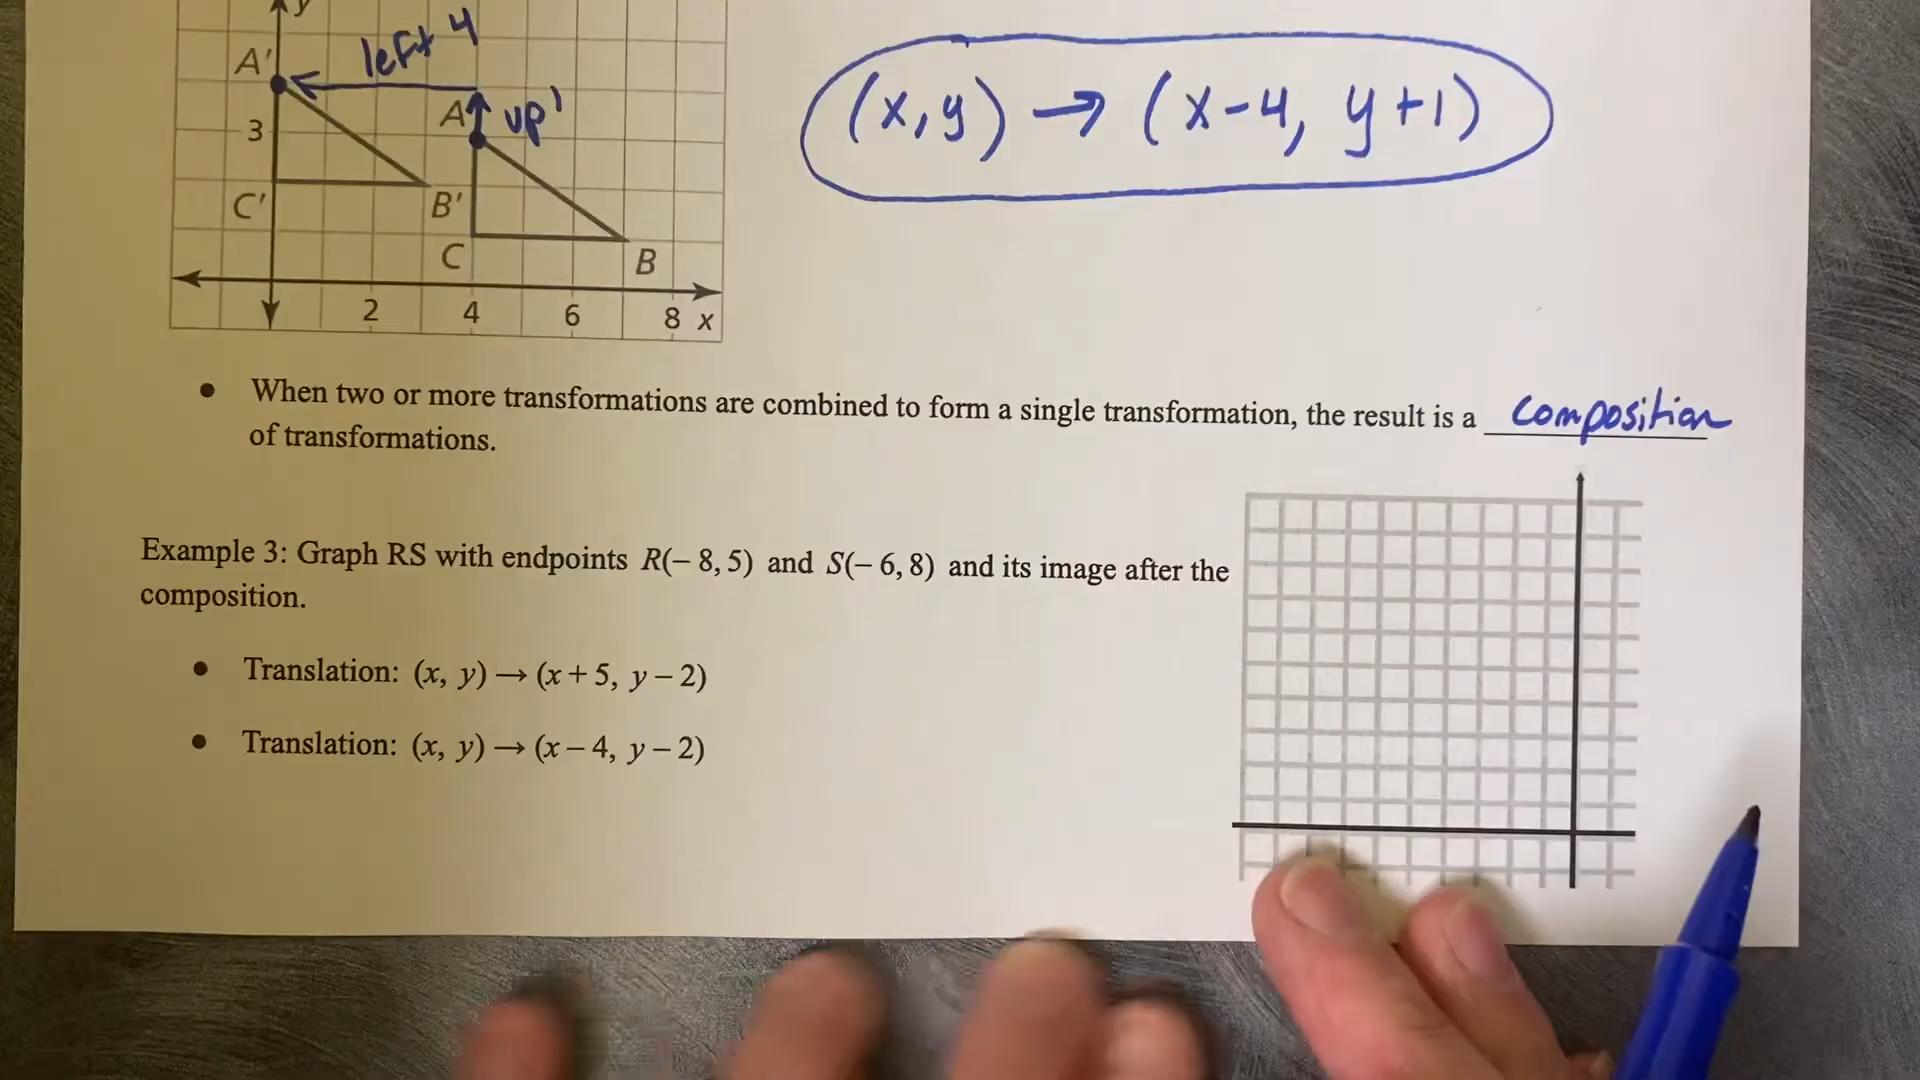 y
left 4
A'
A
up 1
(x, y) → (x-4, y+1)
3
C'
B'
C
B
2 4 6 8 x
• When two or more transformations are combined to form a single transformation, the result is a composition
of transformations.
Example 3: Graph RS with endpoints R(– 8, 5) and S(– 6, 8) and its image after the
composition.
• Translation: (x, y) → (x + 5, y – 2)
• Translation: (x, y) → (x – 4, y – 2)